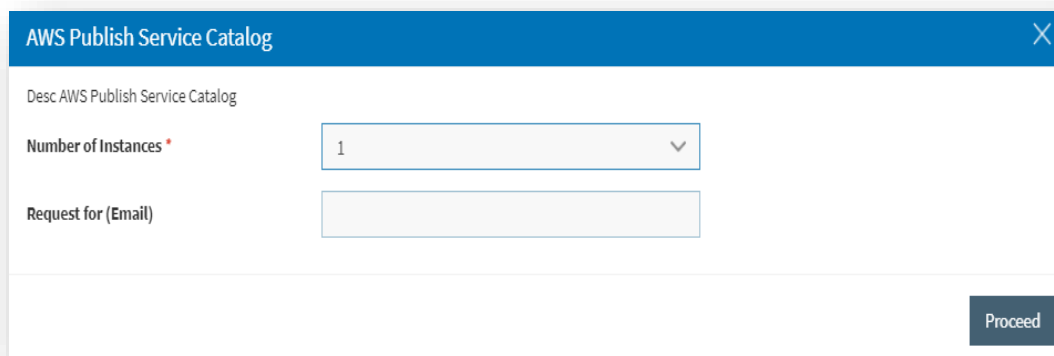 AWS Publish Service Catalog
Desc AWS Publish Service Catalog
Number of Instances * 1
Request for (Email)
Proceed